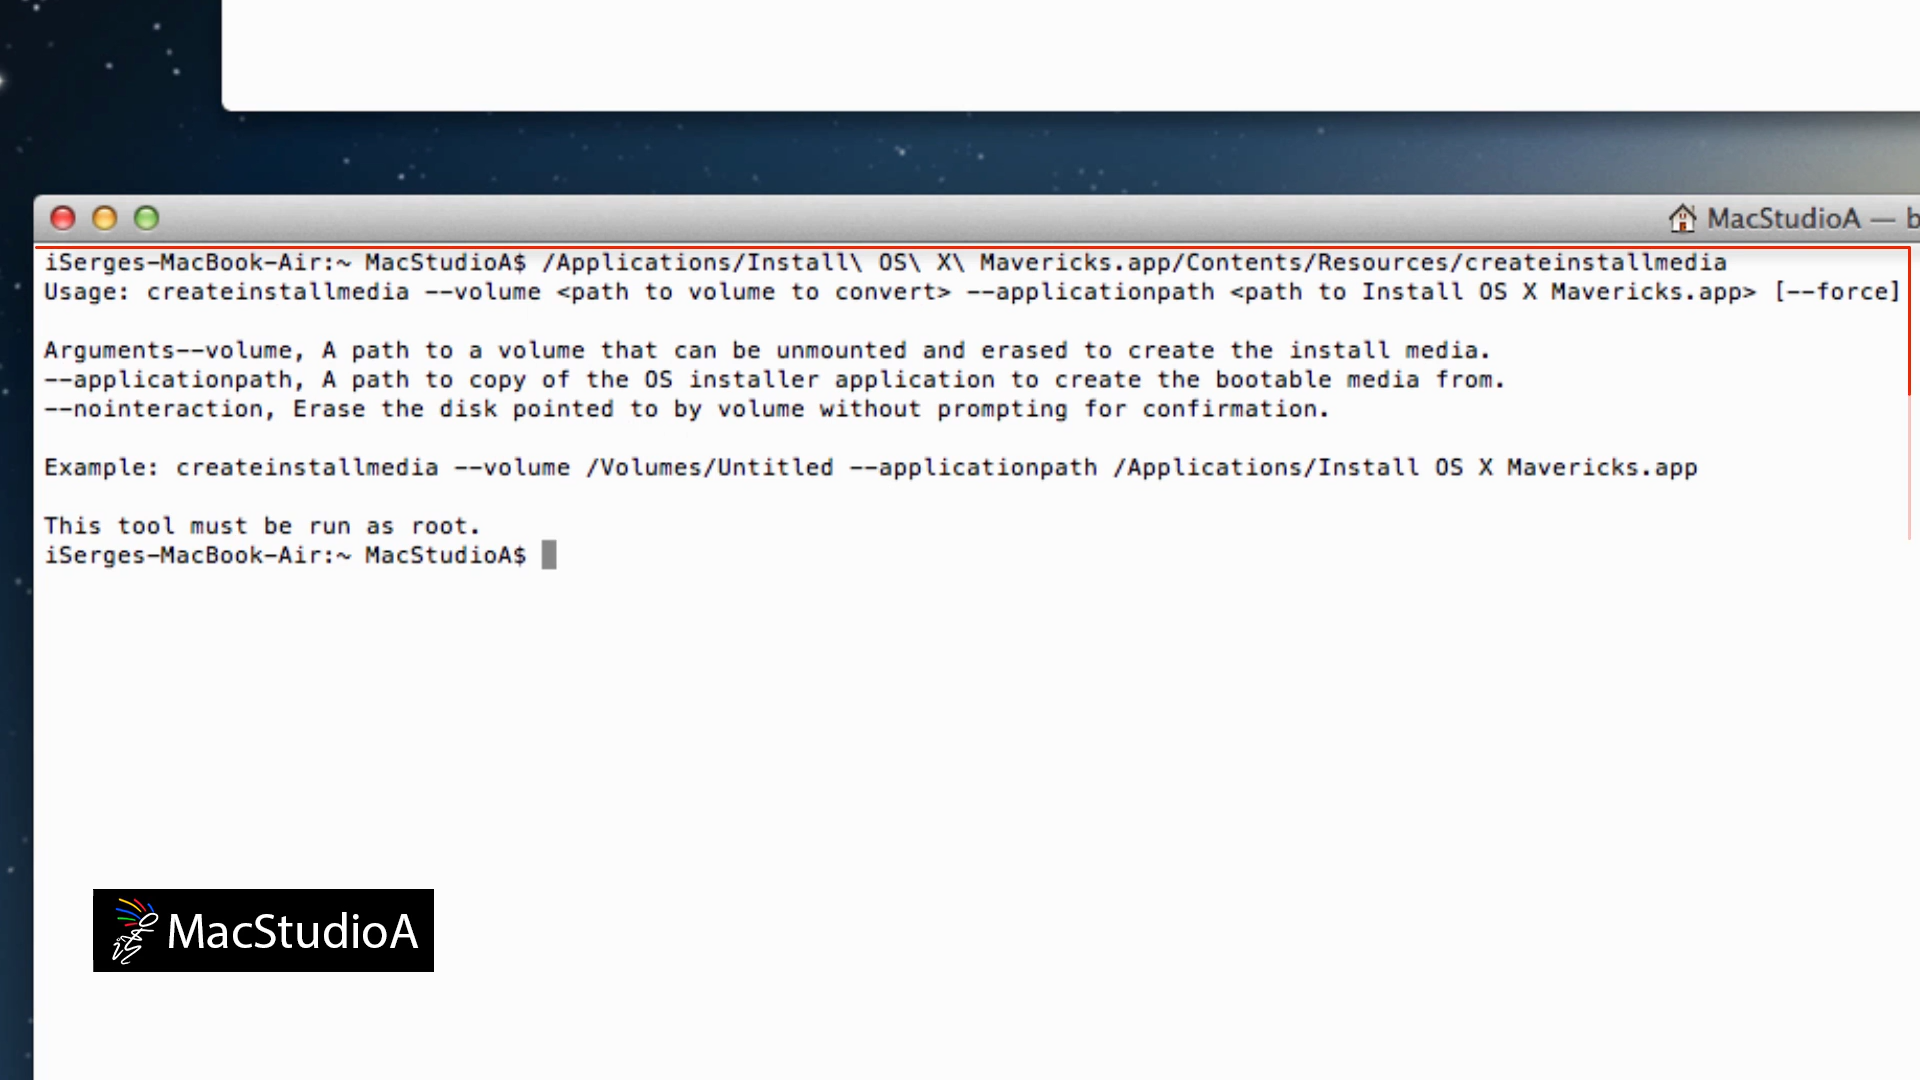 MacStudioA —
iSerges-MacBook-Air:~ MacStudioA$ /Applications/Install\ OS\ X\ Mavericks.app/Contents/Resources/createinstallmedia
Usage: createinstallmedia --volume <path to volume to convert> --applicationpath <path to Install OS X Mavericks.app> [--force]
Arguments--volume, A path to a volume that can be unmounted and erased to create the install media.
--applicationpath, A path to copy of the OS installer application to create the bootable media from.
--nointeraction, Erase the disk pointed to by volume without prompting for confirmation.
Example: createinstallmedia --volume /Volumes/Untitled --applicationpath /Applications/Install OS X Mavericks.app
This tool must be run as root.
iSerges-MacBook-Air:~ MacStudioA$
MacStudioA